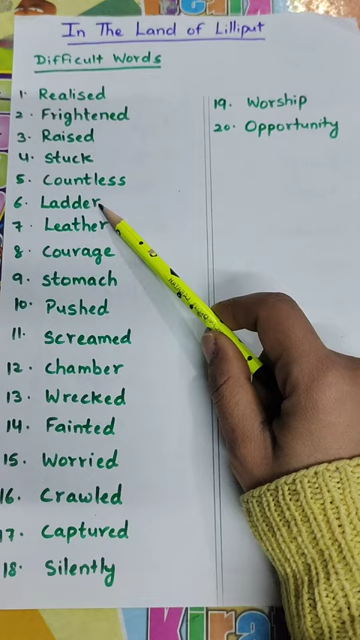 In The Land of Lilliput
Difficult Words
1. Realised
2. Frightened
3. Raised
4. Stuck
5. Countless
6. Ladder
7. Leather
8. Courage
9. Stomach
10. Pushed
11. Screamed
12. Chamber
13. Wrecked
14. Fainted
15. Worried
16. Crawled
17. Captured
18. Silently
19. Worship
20. Opportunity